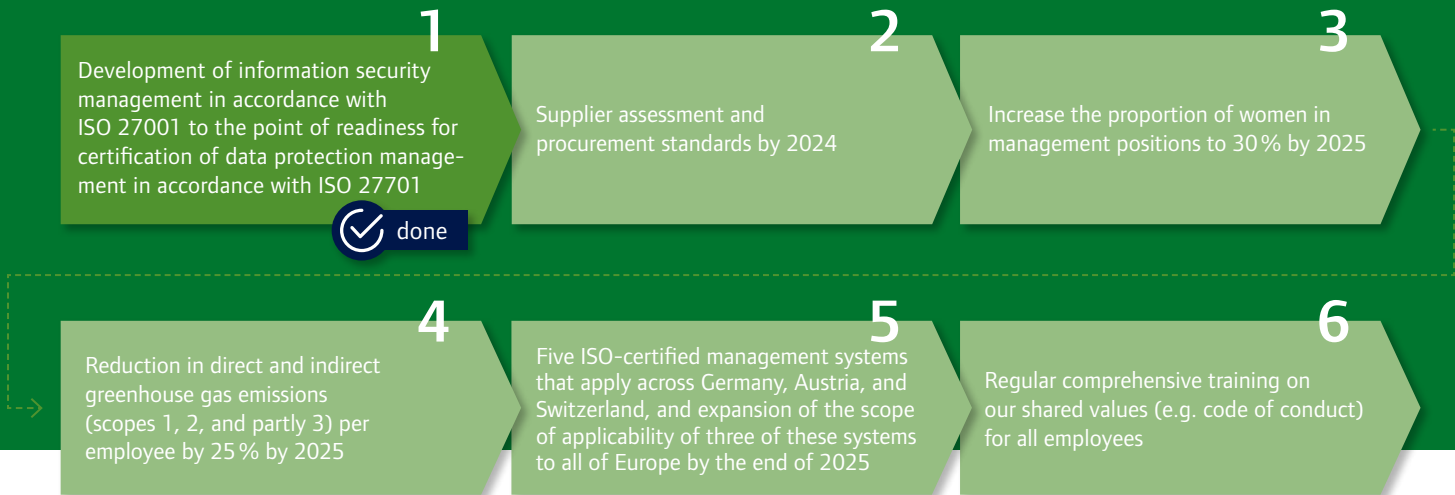 1
Development of information security
management in accordance with
ISO 27001 to the point of readiness for
certification of data protection manage-
ment in accordance with ISO 27701
done
2
Supplier assessment and
procurement standards by 2024
3
Increase the proportion of women in
management positions to 30 % by 2025
4
Reduction in direct and indirect
greenhouse gas emissions
(scopes 1, 2, and partly 3) per
employee by 25 % by 2025
5
Five ISO-certified management systems
that apply across Germany, Austria, and
Switzerland, and expansion of the scope
of applicability of three of these systems
to all of Europe by the end of 2025
6
Regular comprehensive training on
our shared values (e.g. code of conduct)
for all employees